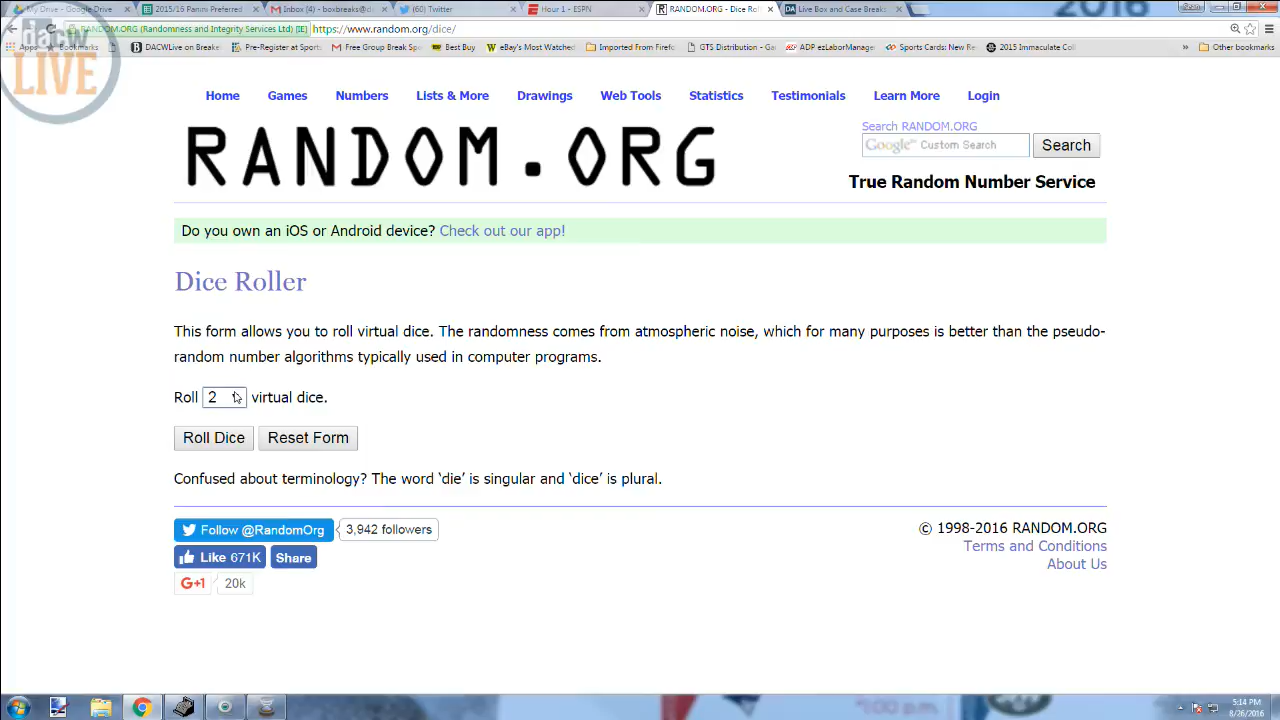 My Drive - Google Drive
2015/16 Panini Preferred
Inbox (4) - boxbreaks@d
(60) Twitter
Hour 1 - ESPN
RANDOM.ORG - Dice Ro
DA Live Box and Case Breaks
2016
RANDOM.ORG (Randomness and Integrity Services Ltd) [IE]
https://www.random.org/dice/
Apps
Bookmarks
DACWLive on Break
Pre-Register at Sport
Free Group Break Sp
Best Buy
eBay's Most Watched
Imported From Firefo
GTS Distribut
ADP ezLaborManag
Sports Cards: New Re
2015 Immaculate Col
Other bookmarks
dacw
LIVE
Home
Games
Numbers
Lists & More
Drawings
Web Tools
Statistics
Testimonials
Learn More
Login
RANDOM.ORG
Search RANDOM.ORG
Google™ Custom Search
Search
True Random Number Service
Do you own an iOS or Android device? Check out our app!
Dice Roller
This form allows you to roll virtual dice. The randomness comes from atmospheric noise, which for many purposes is better than the pseudo-
random number algorithms typically used in computer programs.
Roll 2 virtual dice.
Roll Dice
Reset Form
Confused about terminology? The word ‘die’ is singular and ‘dice’ is plural.
Follow @RandomOrg
3,942 followers
Like 671K
Share
G+1
20k
© 1998-2016 RANDOM.ORG
Terms and Conditions
About Us
5:14 PM
8/26/2016